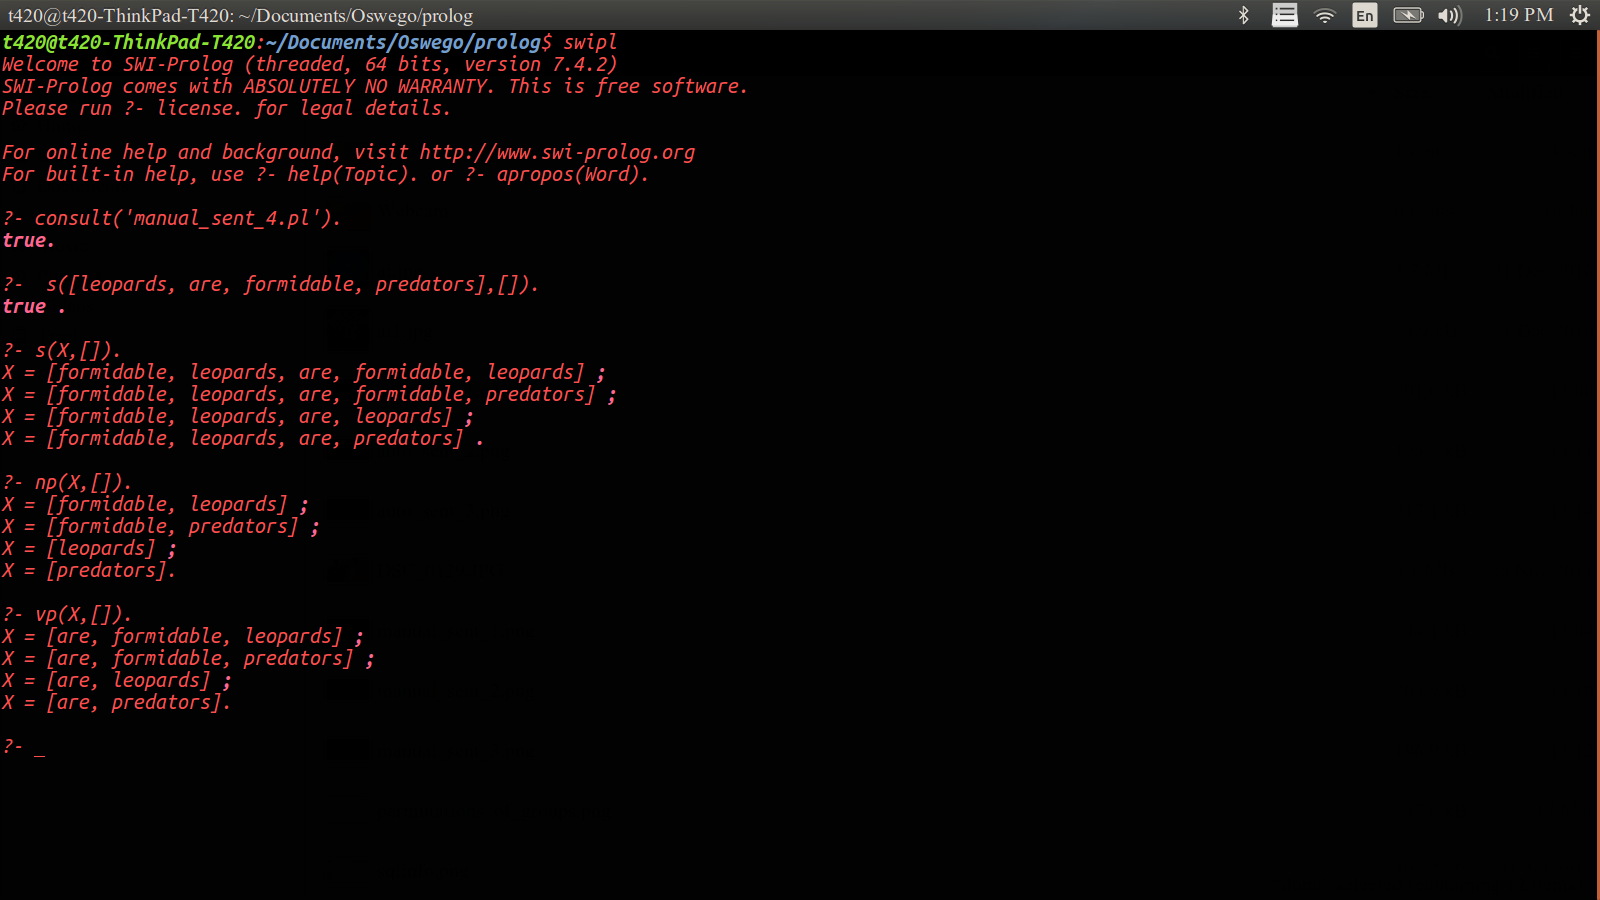 t420@t420-ThinkPad-T420: ~/Documents/Oswego/prolog En 1:19 PM
t420@t420-ThinkPad-T420:~/Documents/Oswego/prolog$ swipl
Welcome to SWI-Prolog (threaded, 64 bits, version 7.4.2)
SWI-Prolog comes with ABSOLUTELY NO WARRANTY. This is free software.
Please run ?- license. for legal details.
For online help and background, visit http://www.swi-prolog.org
For built-in help, use ?- help(Topic). or ?- apropos(Word).
?- consult('manual_sent_4.pl').
true.
?-  s([leopards, are, formidable, predators],[]).
true .
?- s(X,[]).
X = [formidable, leopards, are, formidable, leopards] ;
X = [formidable, leopards, are, formidable, predators] ;
X = [formidable, leopards, are, leopards] ;
X = [formidable, leopards, are, predators] .
?- np(X,[]).
X = [formidable, leopards] ;
X = [formidable, predators] ;
X = [leopards] ;
X = [predators].
?- vp(X,[]).
X = [are, formidable, leopards] ;
X = [are, formidable, predators] ;
X = [are, leopards] ;
X = [are, predators].
?- _